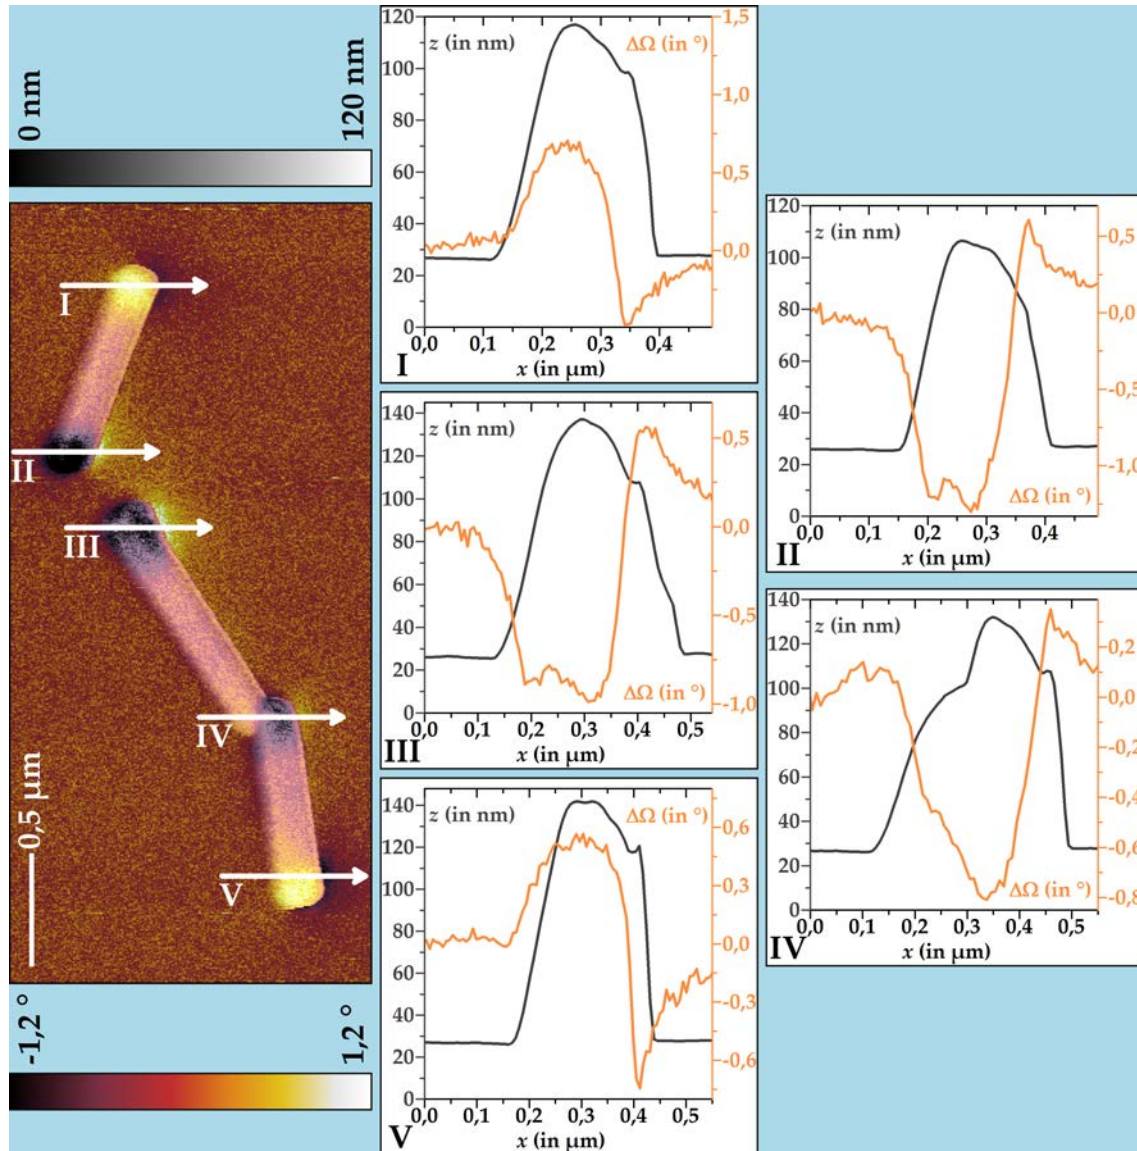 0 nm
120 nm
I
II
III
IV
V
0,5 µm
-1,2 °
1,2 °
z (in nm)
ΔΩ (in °)
120
100
80
60
40
20
0
1,5
1,0
0,5
0,0
0,0 0,1 0,2 0,3 0,4
x (in µm)
I
z (in nm)
ΔΩ (in °)
120
100
80
60
40
20
0
0,5
0,0
-0,5
-1,0
0,0 0,1 0,2 0,3 0,4
x (in µm)
II
z (in nm)
ΔΩ (in °)
140
120
100
80
60
40
20
0
0,5
0,0
-0,5
-1,0
0,0 0,1 0,2 0,3 0,4 0,5
x (in µm)
III
z (in nm)
ΔΩ (in °)
140
120
100
80
60
40
20
0
0,2
0,0
-0,2
-0,4
-0,6
-0,8
0,0 0,1 0,2 0,3 0,4 0,5
x (in µm)
IV
z (in nm)
ΔΩ (in °)
140
120
100
80
60
40
20
0
0,6
0,3
0,0
-0,3
-0,6
0,0 0,1 0,2 0,3 0,4 0,5
x (in µm)
V